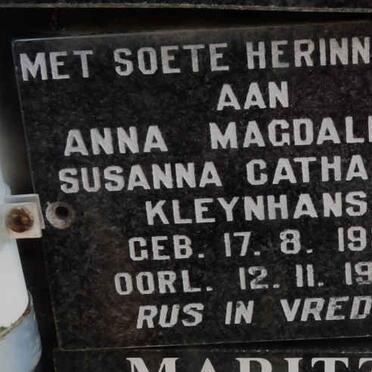 MET SOETE HERINN
AAN
ANNA MAGDAL
SUSANNA CATHA
KLEYNHANS
GEB. 17. 8. 19
OORL. 12. 11. 19
RUS IN VRED
MARITZ